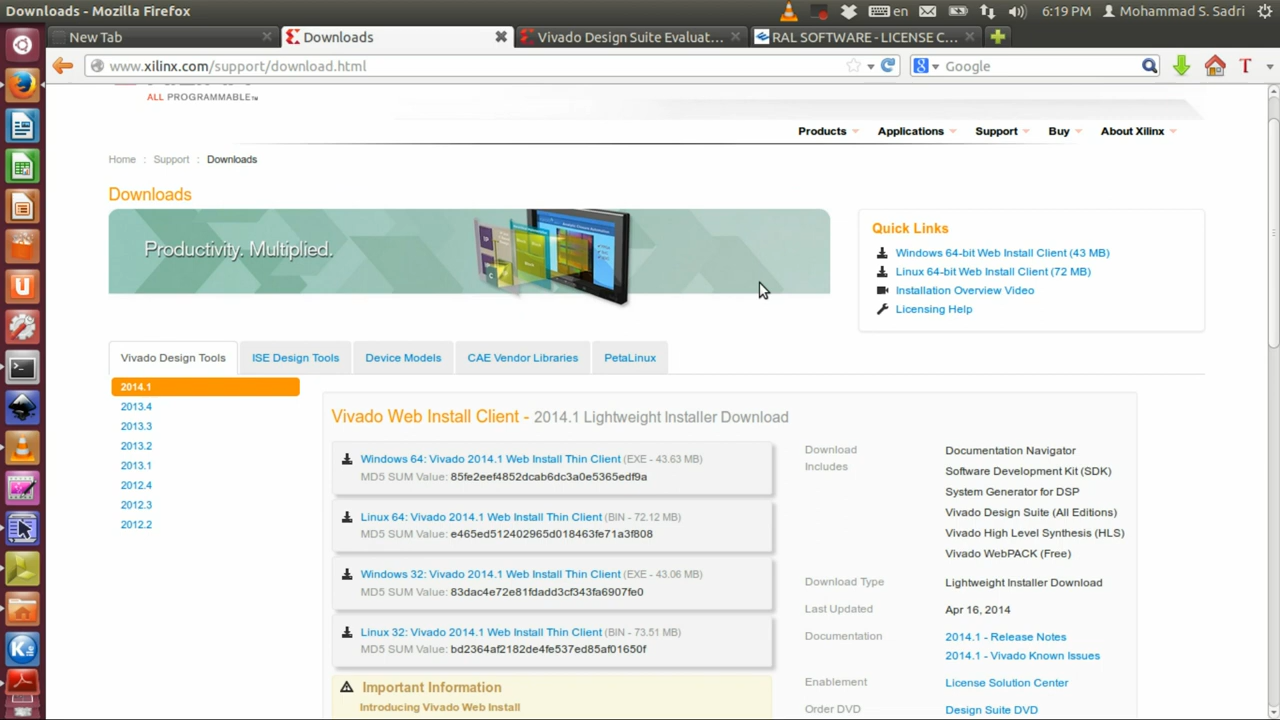 Downloads - Mozilla Firefox
en
6:19 PM
Mohammad S. Sadri
New Tab
Downloads
Vivado Design Suite Evaluat...
RAL SOFTWARE - LICENSE C...
www.xilinx.com/support/download.html
Google
ALL PROGRAMMABLE™
Products
Applications
Support
Buy
About Xilinx
Home : Support : Downloads
Downloads
Productivity. Multiplied.
Quick Links
Windows 64-bit Web Install Client (43 MB)
Linux 64-bit Web Install Client (72 MB)
Installation Overview Video
Licensing Help
Vivado Design Tools
ISE Design Tools
Device Models
CAE Vendor Libraries
PetaLinux
2014.1
2013.4
2013.3
2013.2
2013.1
2012.4
2012.3
2012.2
Vivado Web Install Client - 2014.1 Lightweight Installer Download
Windows 64: Vivado 2014.1 Web Install Thin Client (EXE - 43.63 MB)
MD5 SUM Value: 85fe2eef4852dcab6dc3a0e5365edf9a
Linux 64: Vivado 2014.1 Web Install Thin Client (BIN - 72.12 MB)
MD5 SUM Value: e465ed512402965d018463fe71a3f808
Windows 32: Vivado 2014.1 Web Install Thin Client (EXE - 43.06 MB)
MD5 SUM Value: 83dac4e72e81fdadd3cf343fa6907fe0
Linux 32: Vivado 2014.1 Web Install Thin Client (BIN - 73.51 MB)
MD5 SUM Value: bd2364af2182de4fe537ed85af01650f
Important Information
Introducing Vivado Web Install
Download
Includes
Documentation Navigator
Software Development Kit (SDK)
System Generator for DSP
Vivado Design Suite (All Editions)
Vivado High Level Synthesis (HLS)
Vivado WebPACK (Free)
Download Type
Lightweight Installer Download
Last Updated
Apr 16, 2014
Documentation
2014.1 - Release Notes
2014.1 - Vivado Known Issues
Enablement
License Solution Center
Order DVD
Design Suite DVD